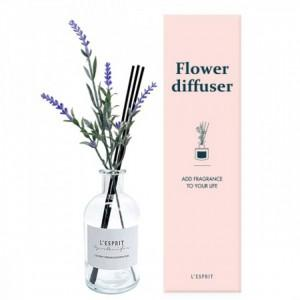 Flower
diffuser
ADD FRAGRANCE
TO YOUR LIFE
L'ESPRIT
L'ESPRIT